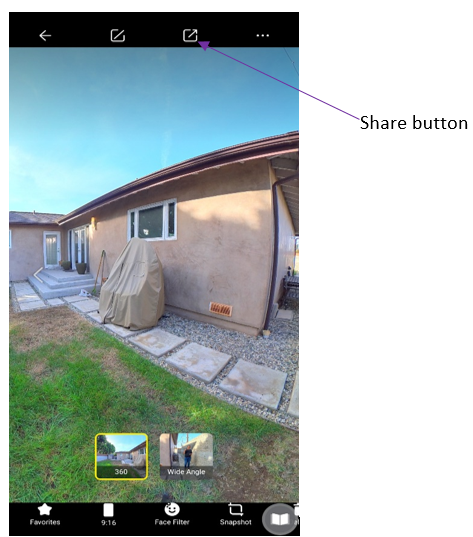 Share button
360
Wide Angle
Favorites
9:16
Face Filter
Snapshot